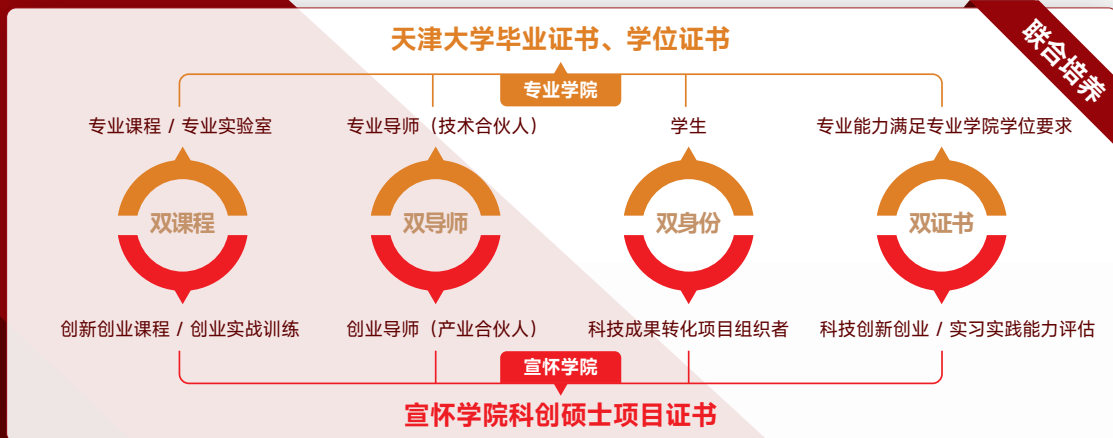 天津大学毕业证书、学位证书
联合培养
专业学院
专业课程 / 专业实验室
专业导师（技术合伙人）
学生
专业能力满足专业学院学位要求
双课程
双导师
双身份
双证书
创新创业课程 / 创业实战训练
创业导师（产业合伙人）
科技成果转化项目组织者
科技创新创业 / 实习实践能力评估
宣怀学院
宣怀学院科创硕士项目证书